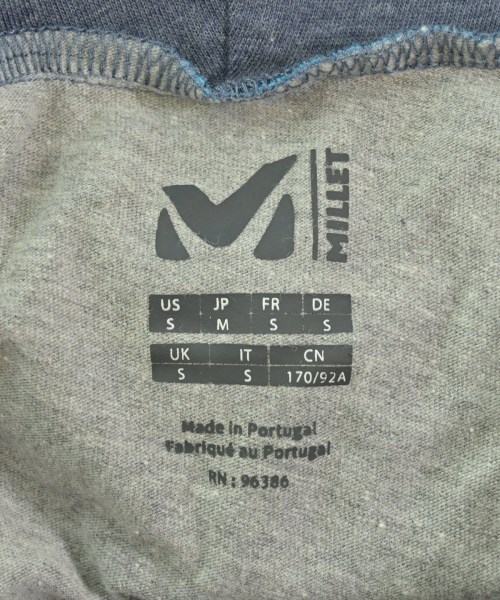 MILLET
US JP FR DE
S M S S
UK IT CN
S S 170/92A
Made in Portugal
Fabriqué au Portugal
RN : 96386